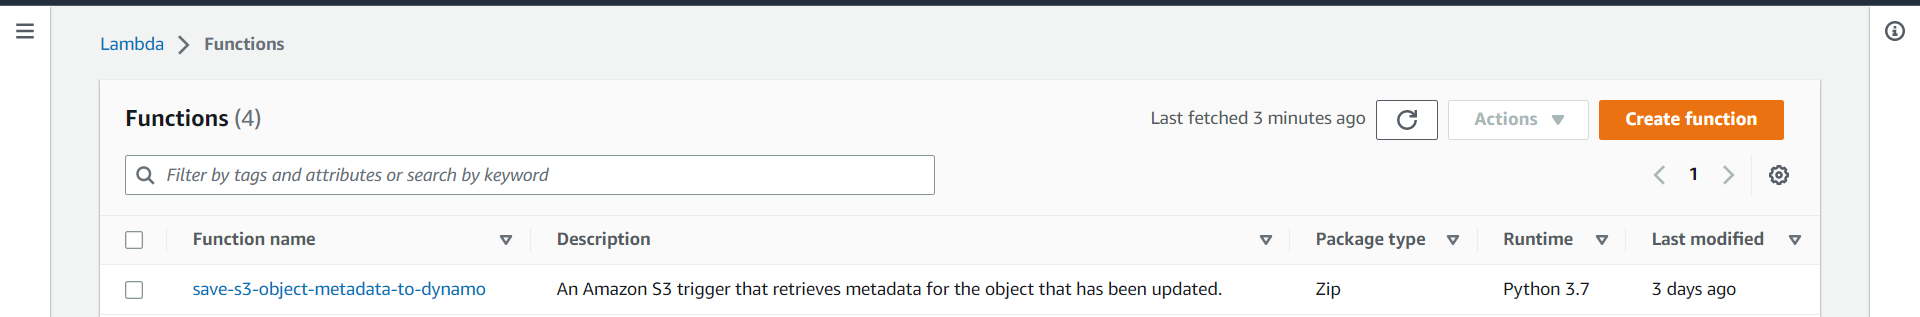 Lambda > Functions
Functions (4)
Last fetched 3 minutes ago
Actions
Create function
Filter by tags and attributes or search by keyword
1
Function name Description Package type Runtime Last modified
save-s3-object-metadata-to-dynamo An Amazon S3 trigger that retrieves metadata for the object that has been updated. Zip Python 3.7 3 days ago